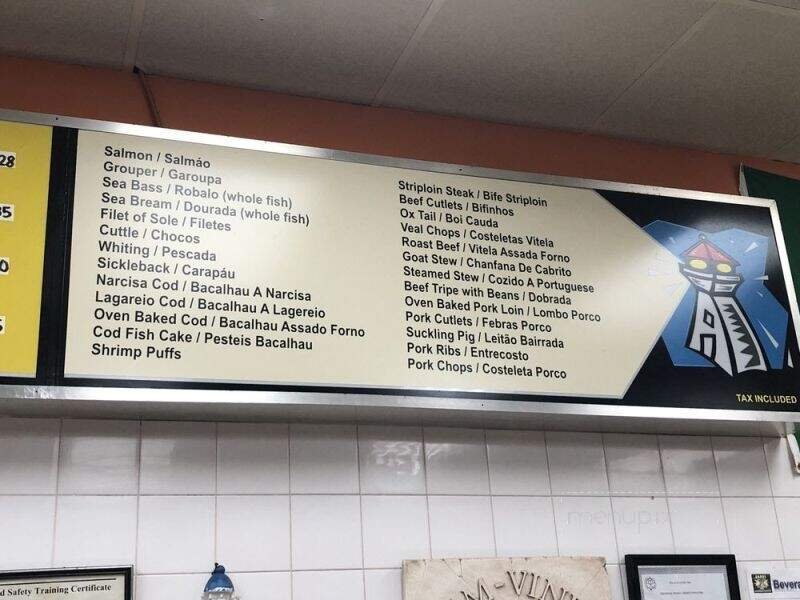 28
35
0
5
Salmon / Salmáo
Grouper / Garoupa
Sea Bass / Robalo (whole fish)
Sea Bream / Dourada (whole fish)
Filet of Sole / Filetes
Cuttle / Chocos
Whiting / Pescada
Sickleback / Carapáu
Narcisa Cod / Bacalhau A Narcisa
Lagareio Cod / Bacalhau A Lagereio
Oven Baked Cod / Bacalhau Assado Forno
Cod Fish Cake / Pesteis Bacalhau
Shrimp Puffs
Striploin Steak / Bife Striploin
Beef Cutlets / Bifinhos
Ox Tail / Boi Cauda
Veal Chops / Costeletas Vitela
Roast Beef / Vitela Assada Forno
Goat Stew / Chanfana De Cabrito
Steamed Stew / Cozido A Portuguese
Beef Tripe with Beans / Dobrada
Oven Baked Pork Loin / Lombo Porco
Pork Cutlets / Febras Porco
Suckling Pig / Leitão Bairrada
Pork Ribs / Entrecosto
Pork Chops / Costeleta Porco
TAX INCLUDED
menupix
d Safety Training Certificate
M-VIN
Bevera